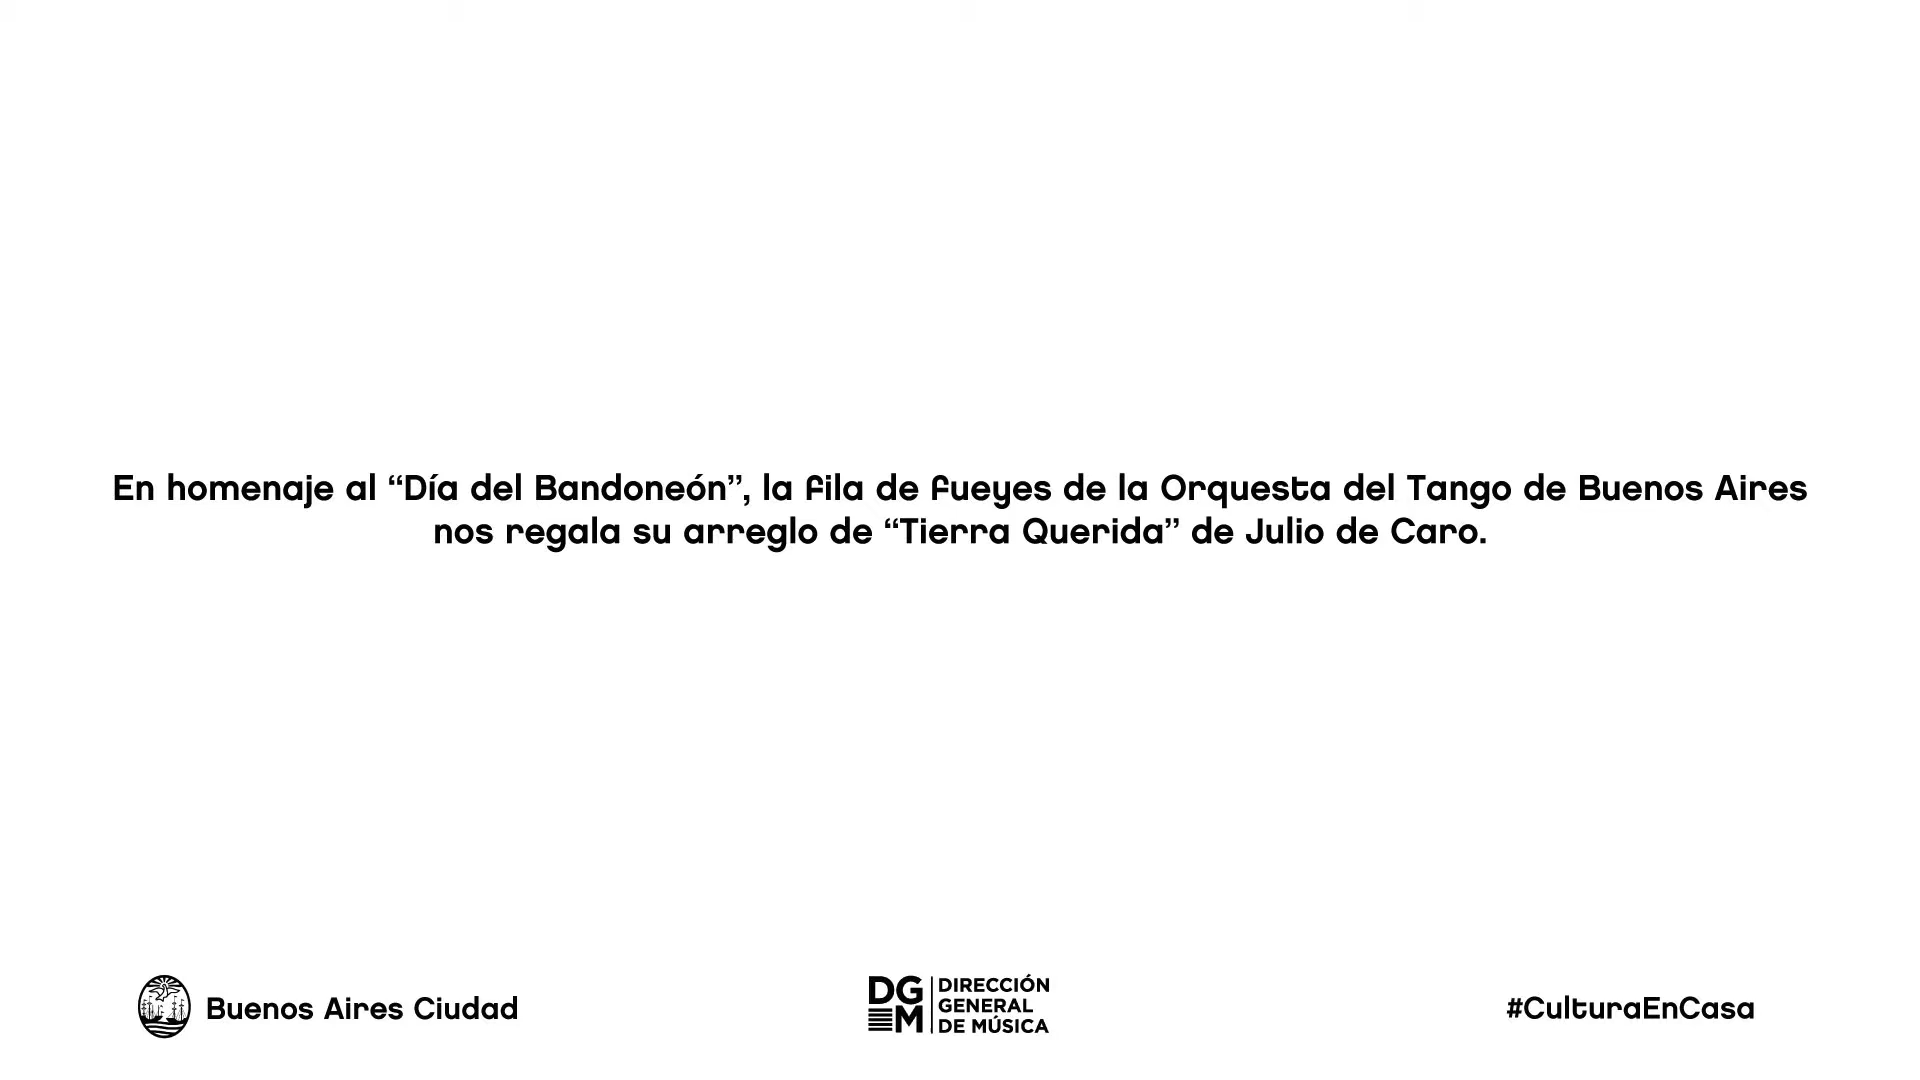 En homenaje al “Día del Bandoneón”, la fila de fueyes de la Orquesta del Tango de Buenos Aires
nos regala su arreglo de “Tierra Querida” de Julio de Caro.
Buenos Aires Ciudad
DGM
DIRECCIÓN
GENERAL
DE MÚSICA
#CulturaEnCasa